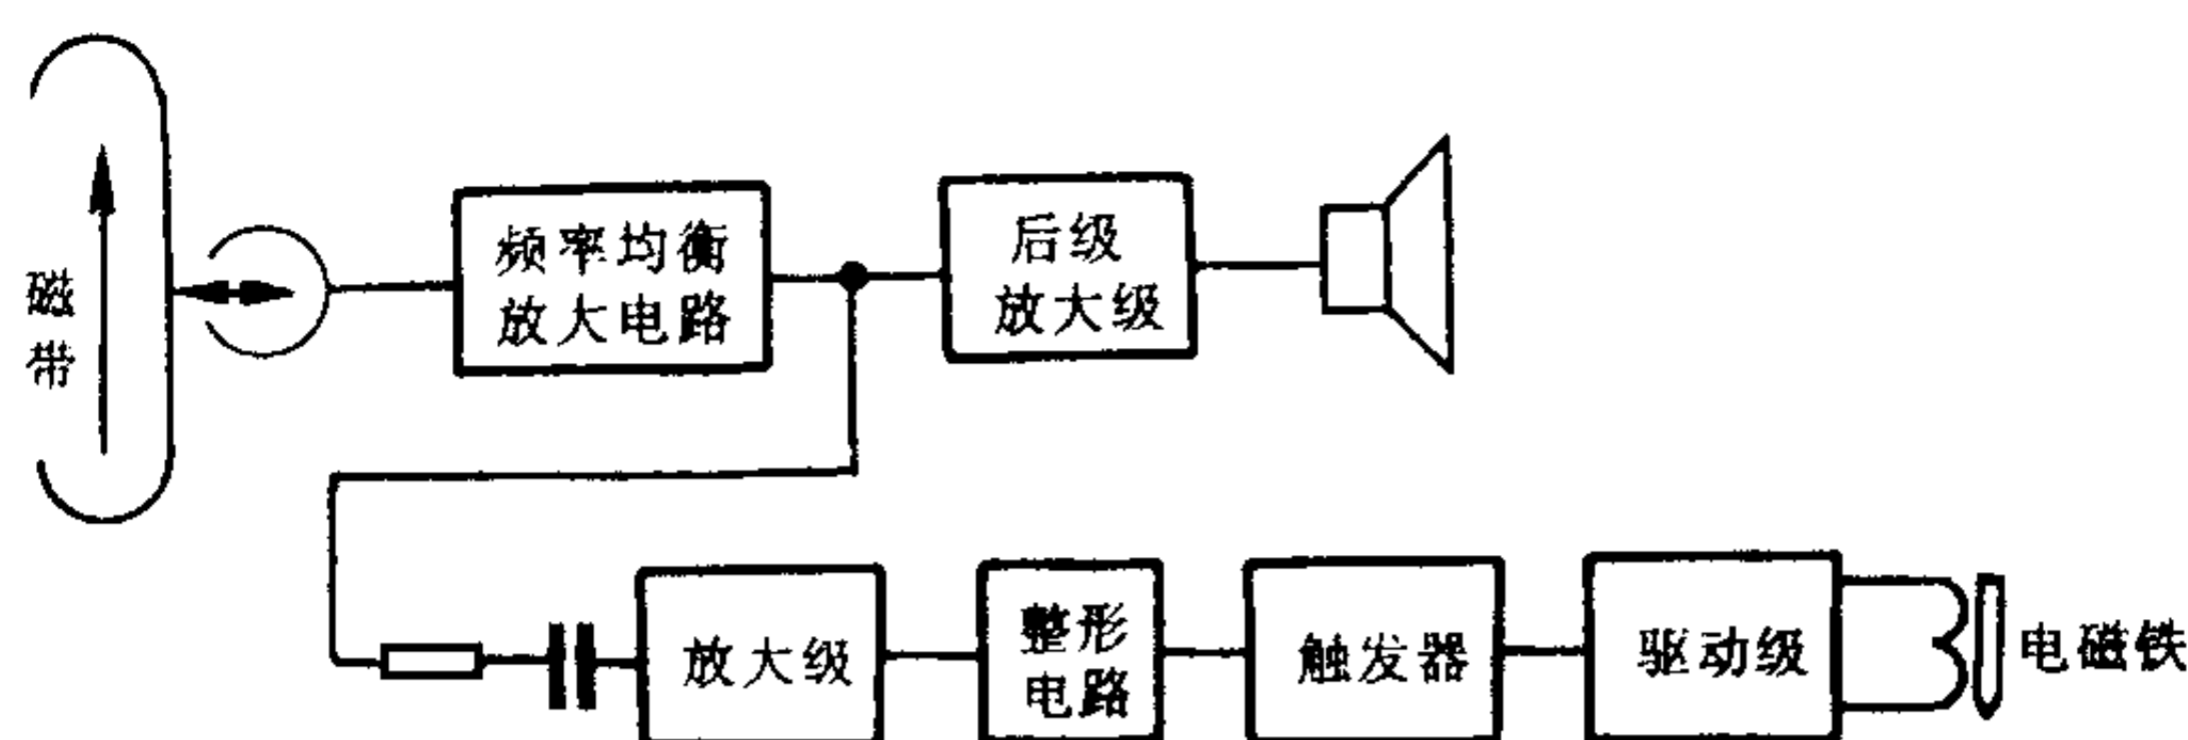 磁
带
频率均衡
放大电路
后级
放大级
放大级
整形
电路
触发器
驱动级
电磁铁